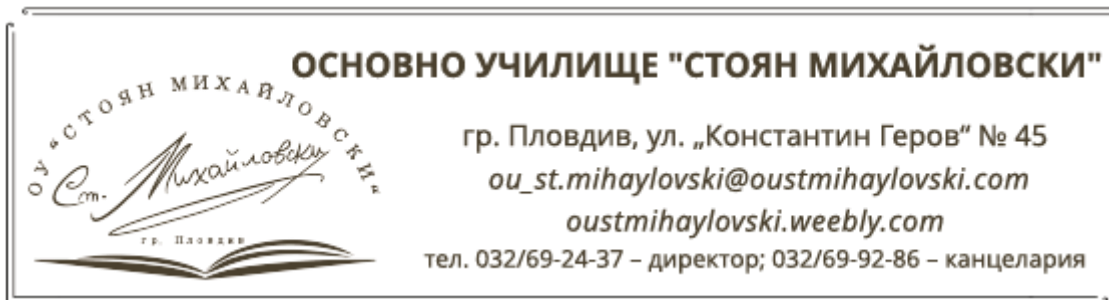 ОСНОВНО УЧИЛИЩЕ "СТОЯН МИХАЙЛОВСКИ"
ОУ "СТОЯН МИХАЙЛОВСКИ"
Ст. Михайловски
гр. Пловдив
гр. Пловдив, ул. „Константин Геров“ № 45
ou_st.mihaylovski@oustmihaylovski.com
oustmihaylovski.weebly.com
тел. 032/69-24-37 – директор; 032/69-92-86 – канцелария